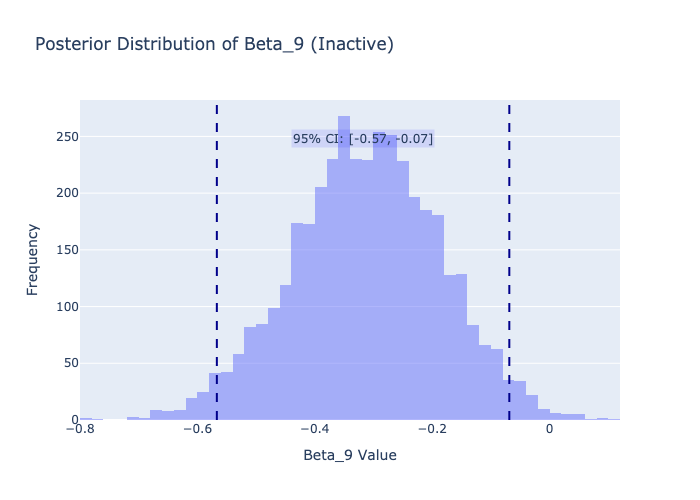 Posterior Distribution of Beta_9 (Inactive)
95% CI: [-0.57, -0.07]
250
200
150
100
50
0
Frequency
−0.8
−0.6
−0.4
−0.2
0
Beta_9 Value